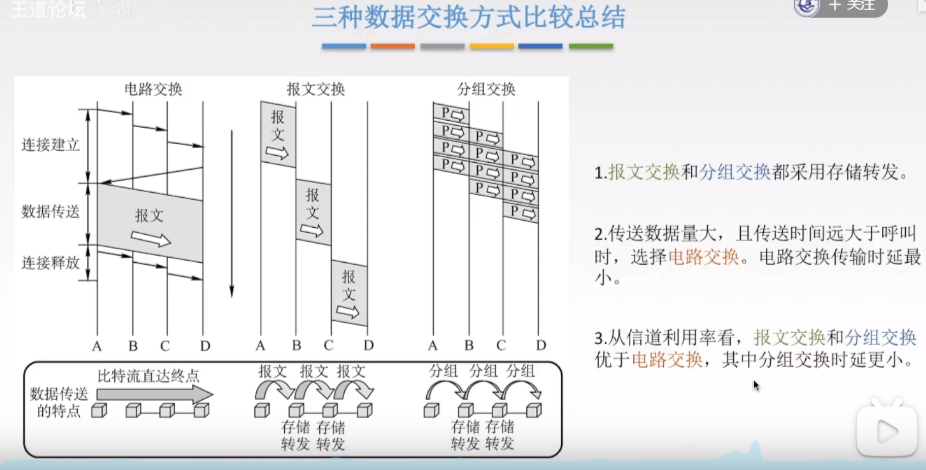 王道论坛
+ 关注
三种数据交换方式比较总结
电路交换
报文交换
分组交换
连接建立
数据传送
连接释放
报文
报文
报文
报文
P
P
P
P
P
P
P
P
P
P
P
P
A B C D
A B C D
A B C D
数据传送的特点
比特流直达终点
报文 报文 报文
存储转发 存储转发
分组 分组 分组
存储转发 存储转发
1.报文交换和分组交换都采用存储转发。
2.传送数据量大，且传送时间远大于呼叫
时，选择电路交换。电路交换传输时延最
小。
3.从信道利用率看，报文交换和分组交换
优于电路交换，其中分组交换时延更小。